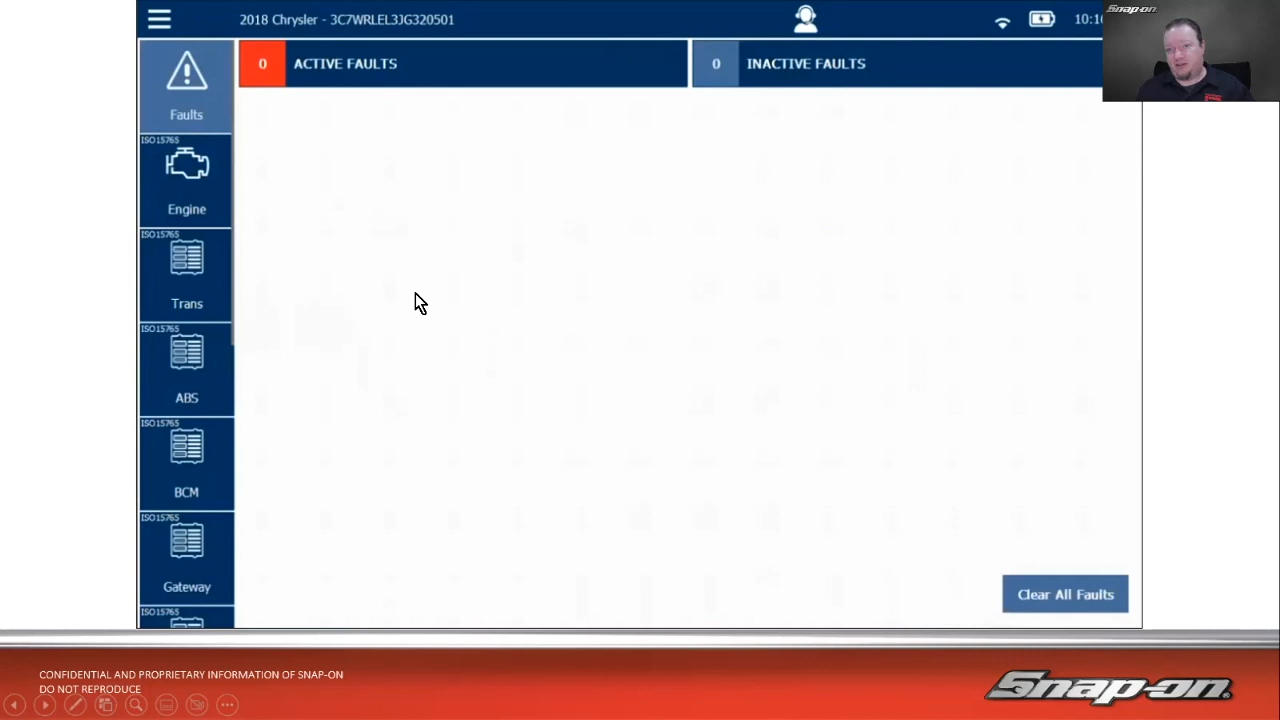 2018 Chrysler - 3C7WRLEL3JG320501
10:16
Snap-on
0 ACTIVE FAULTS
0 INACTIVE FAULTS
Faults
ISO15765
Engine
ISO15765
Trans
ISO15765
ABS
ISO15765
BCM
ISO15765
Gateway
ISO15765
Clear All Faults
CONFIDENTIAL AND PROPRIETARY INFORMATION OF SNAP-ON
DO NOT REPRODUCE
Snap-on